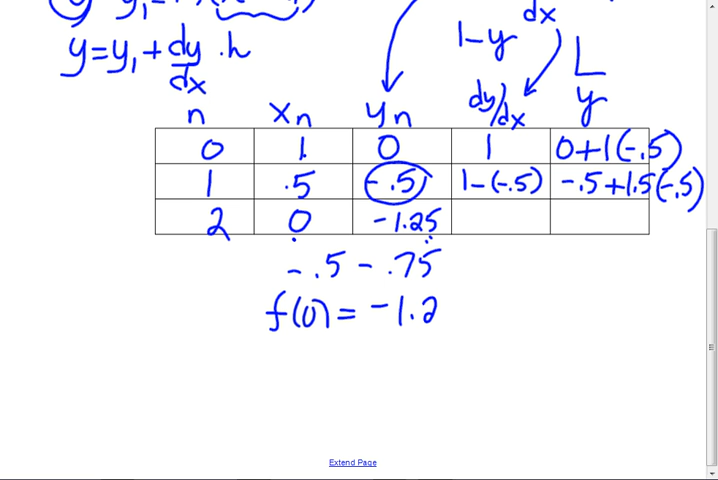 dx
1-y
y=y₁+dy/dx·h
n xn yn dy/dx y
0 1 0 1 0+1(-.5)
1 .5 -.5 1-(-.5) -.5+1.5(-.5)
2 0 -1.25
-.5-.75
f(0)=-1.2
Extend Page